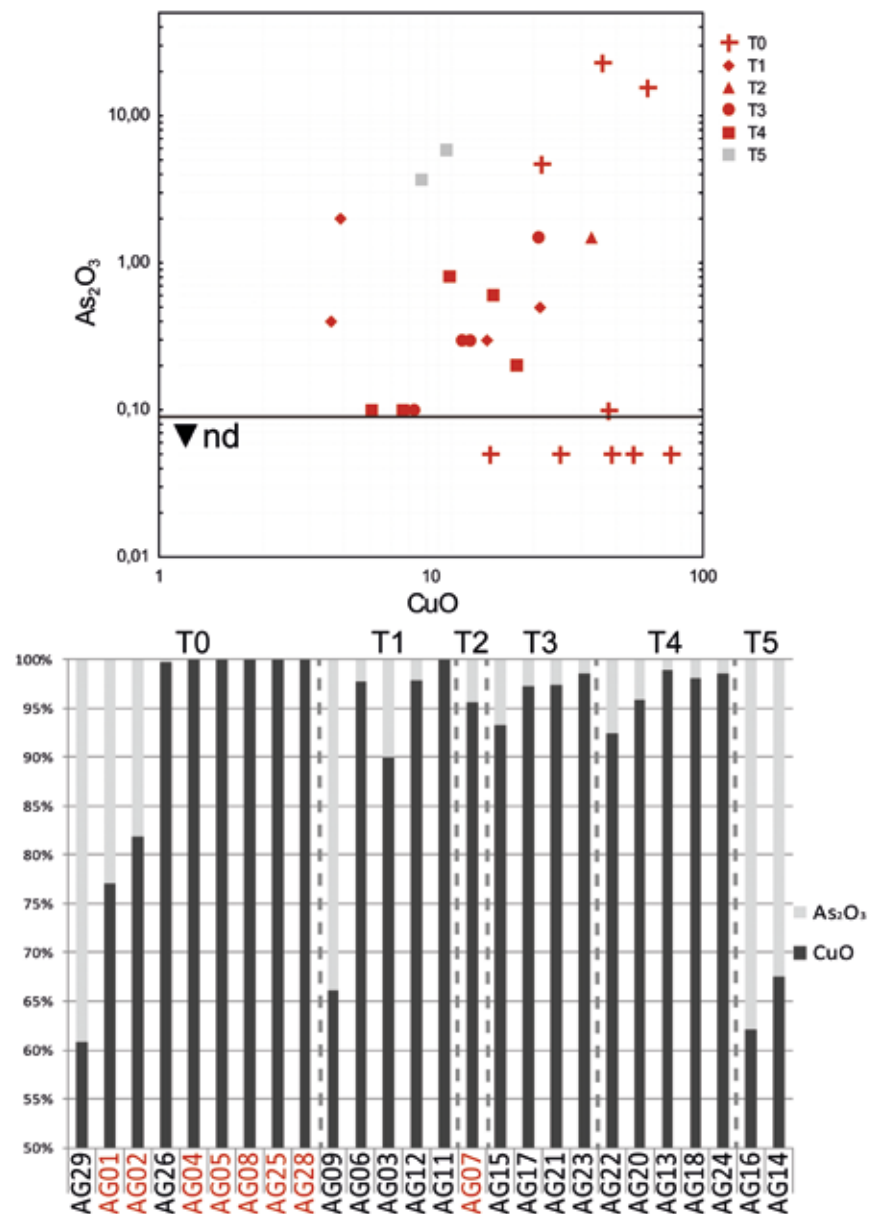 T0
T1
T2
T3
T4
T5
10,00
1,00
0,10
0,01
As₂O₃
▼ nd
1 10 100
CuO
T0 T1 T2 T3 T4 T5
100%
95%
90%
85%
80%
75%
70%
65%
60%
55%
50%
As₂O₃
CuO
AG29 AG01 AG02 AG26 AG04 AG05 AG08 AG25 AG28 AG09 AG06 AG03 AG12 AG11 AG07 AG15 AG17 AG21 AG23 AG22 AG20 AG13 AG18 AG24 AG16 AG14